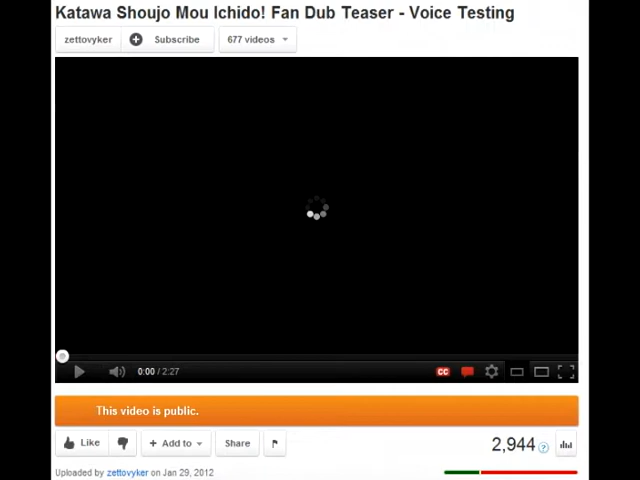 Katawa Shoujo Mou Ichido! Fan Dub Teaser - Voice Testing
zettovyker Subscribe 677 videos
0:00 / 2:27 CC
This video is public.
Like Add to Share 2,944 ?
Uploaded by zettovyker on Jan 29, 2012